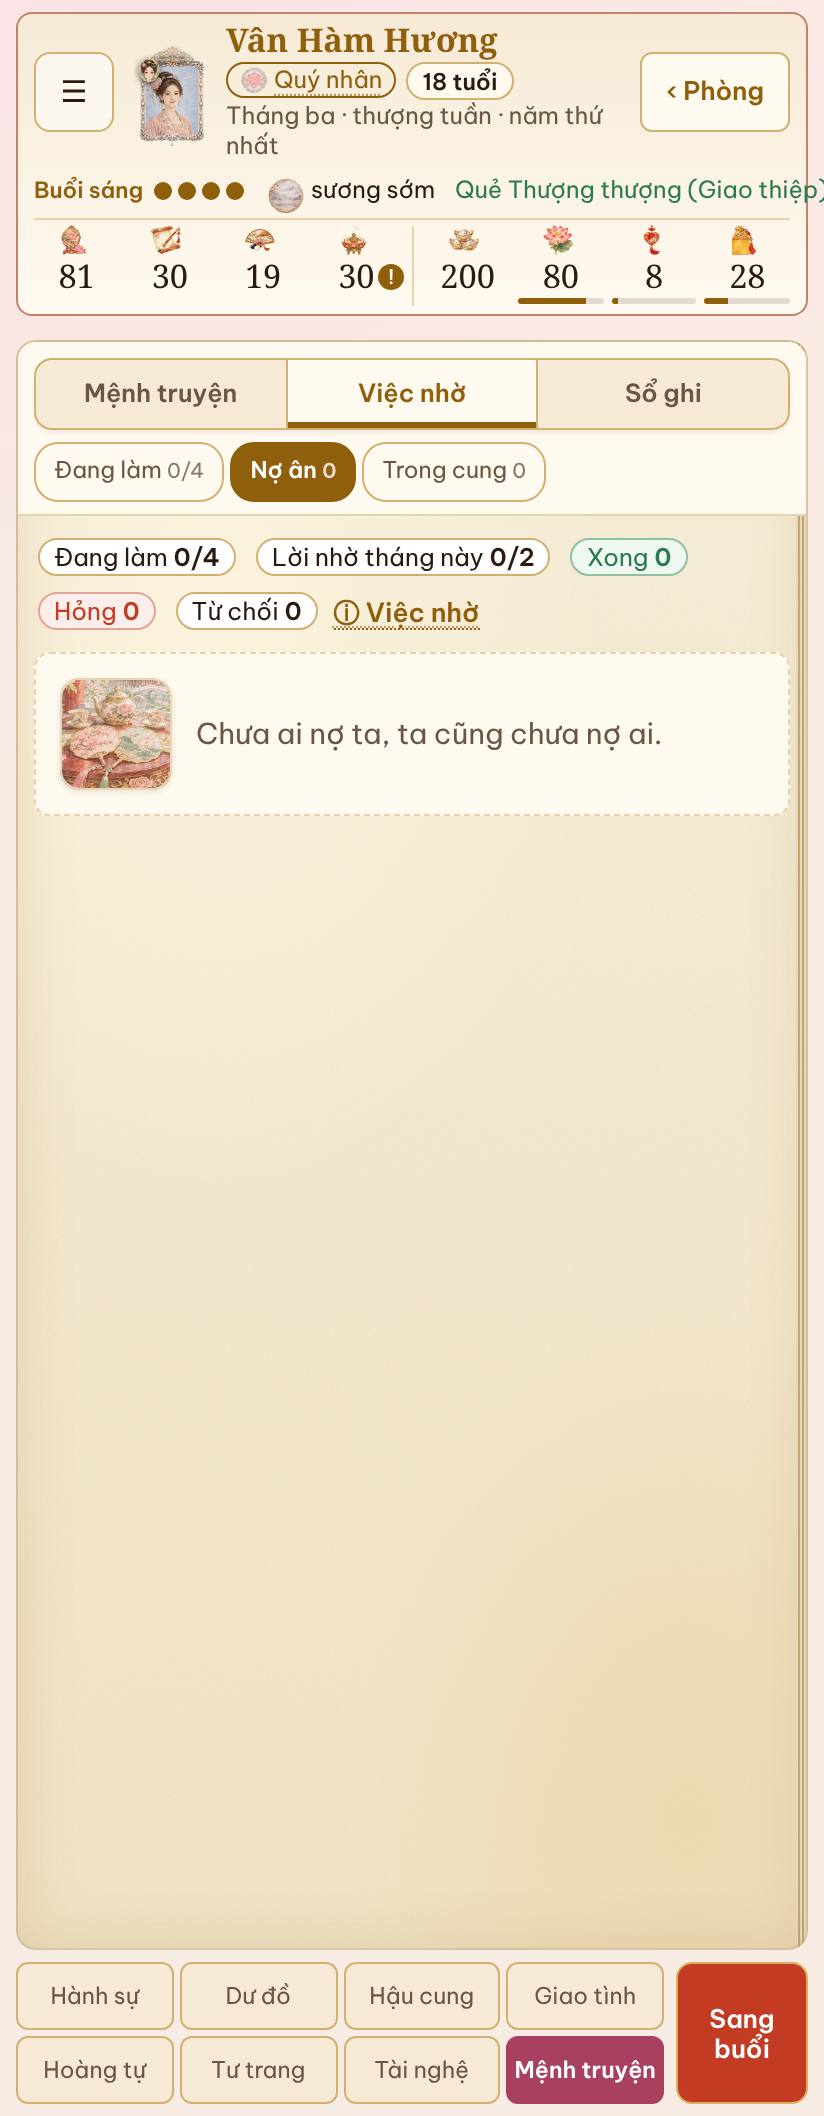 ☰
Vân Hàm Hương
Quý nhân 18 tuổi
Tháng ba · thượng tuần · năm thứ
nhất
‹ Phòng
Buổi sáng sương sớm Quẻ Thượng thượng (Giao thiệp)
81 30 19 30 ! 200 80 8 28
Mệnh truyện Việc nhờ Sổ ghi
Đang làm 0/4 Nợ ân 0 Trong cung 0
Đang làm 0/4 Lời nhờ tháng này 0/2 Xong 0
Hỏng 0 Từ chối 0 ⓘ Việc nhờ
Chưa ai nợ ta, ta cũng chưa nợ ai.
Hành sự Dư đồ Hậu cung Giao tình
Hoàng tự Tư trang Tài nghệ Mệnh truyện
Sang
buổi